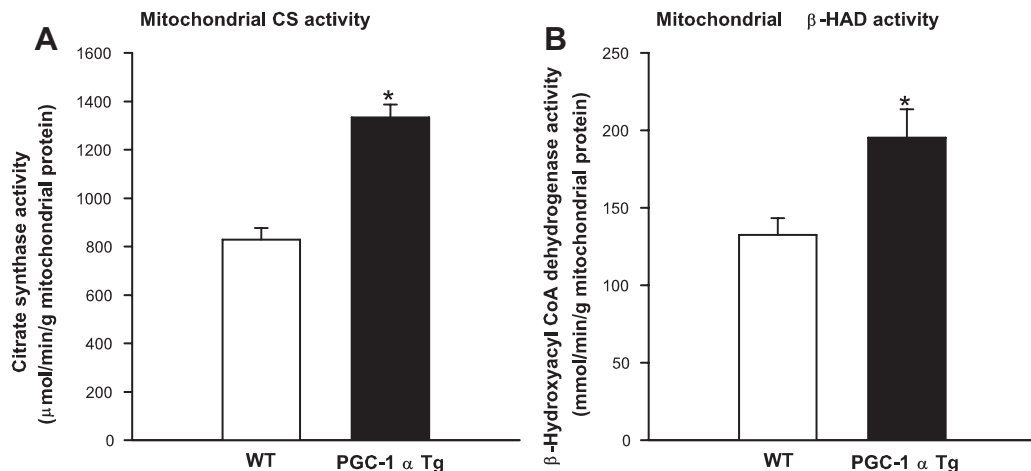 Mitochondrial CS activity
A
Citrate synthase activity
(μmol/min/g mitochondrial protein)
1600
1400
1200
1000
800
600
400
200
0
*
WT
PGC-1 α Tg
Mitochondrial β-HAD activity
B
β-Hydroxyacyl CoA dehydrogenase activity
(mmol/min/g mitochondrial protein)
250
200
150
100
50
0
*
WT
PGC-1 α Tg